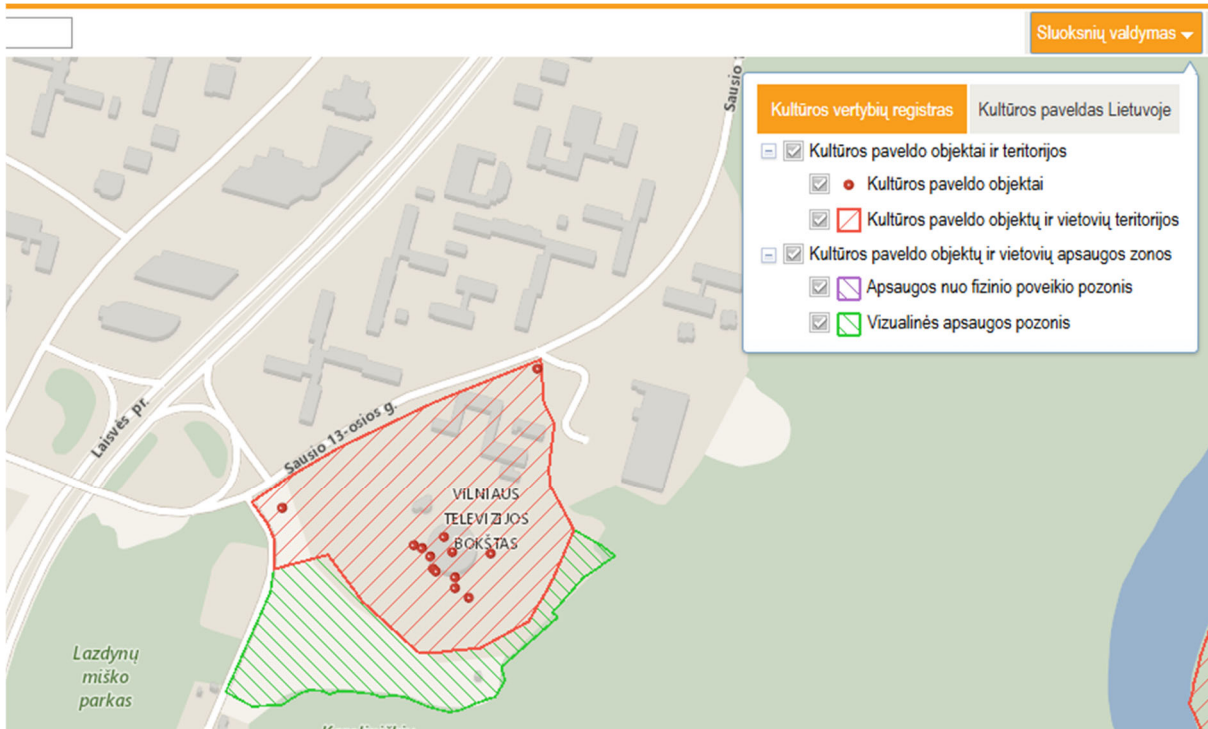 Sluoksnių valdymas
Kultūros vertybių registras
Kultūros paveldas Lietuvoje
Kultūros paveldo objektai ir teritorijos
Kultūros paveldo objektai
Kultūros paveldo objektų ir vietovių teritorijos
Kultūros paveldo objektų ir vietovių apsaugos zonos
Apsaugos nuo fizinio poveikio pozonis
Vizualinės apsaugos pozonis
Sausio
Laisvės pr.
Sausio 13-osios g.
VILNIAUS
TELEVIZIJOS
BOKŠTAS
Lazdynų
miško
parkas